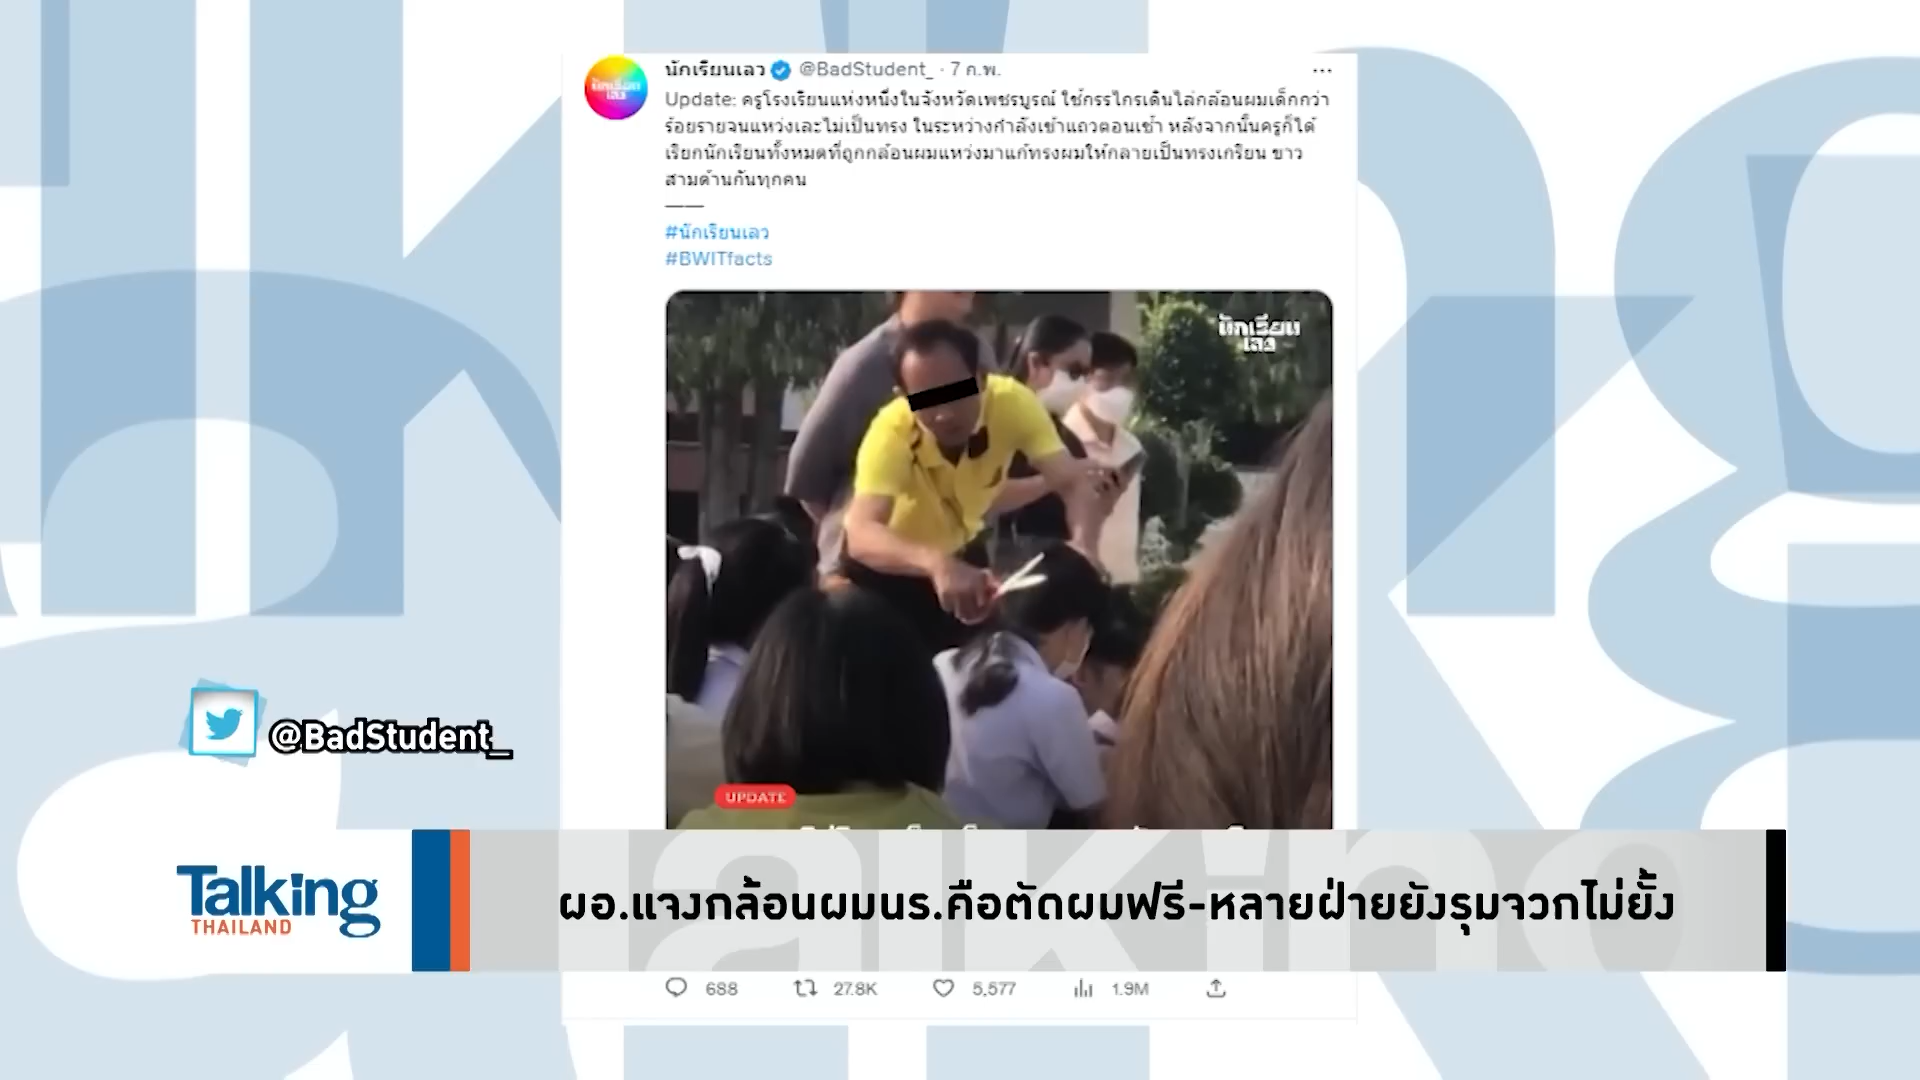 นักเรียนเลว @BadStudent_ · 7 ก.พ.
Update: ครูโรงเรียนแห่งหนึ่งในจังหวัดเพชรบูรณ์ ใช้กรรไกรเดินไล่กล้อนผมเด็กกว่า
ร้อยรายจนแหว่งเละไม่เป็นทรง ในระหว่างกำลังเข้าแถวตอนเช้า หลังจากนั้นครูก็ได้
เรียกนักเรียนทั้งหมดที่ถูกกล้อนผมแหว่งมาแก้ทรงผมให้กลายเป็นทรงเกรียน ขาว
สามด้านกันทุกคน
——
#นักเรียนเลว
#BWITfacts
นักเรียน
เลว
@BadStudent_
UPDATE
Talking
THAILAND
ผอ.แจงกล้อนผมนร.คือตัดผมฟรี-หลายฝ่ายยังรุมจวกไม่ยั้ง
688 27.8K 5,577 1.9M